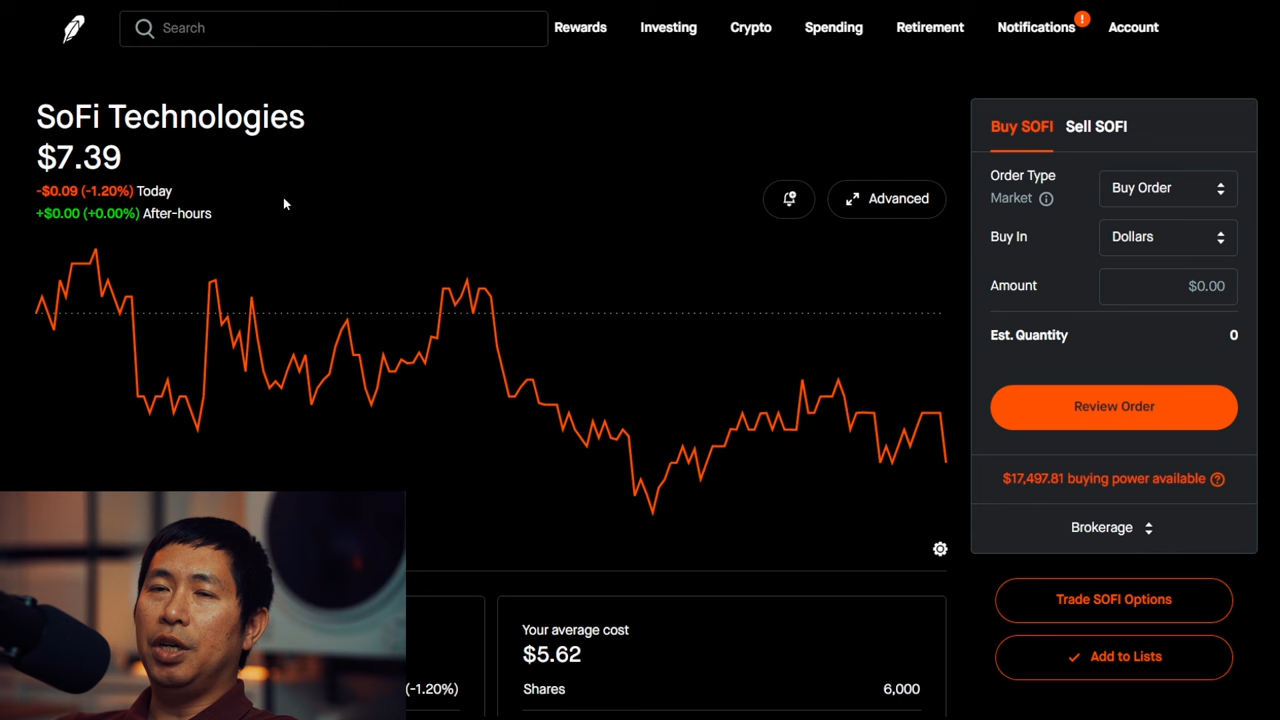 Search
Rewards
Investing
Crypto
Spending
Retirement
Notifications
!
Account
SoFi Technologies
$7.39
-$0.09 (-1.20%) Today
+$0.00 (+0.00%) After-hours
Advanced
Buy SOFI
Sell SOFI
Order Type
Market
Buy Order
Buy In
Dollars
Amount
$0.00
Est. Quantity
0
Review Order
$17,497.81 buying power available
Brokerage
Trade SOFI Options
Add to Lists
(-1.20%)
Your average cost
$5.62
Shares
6,000